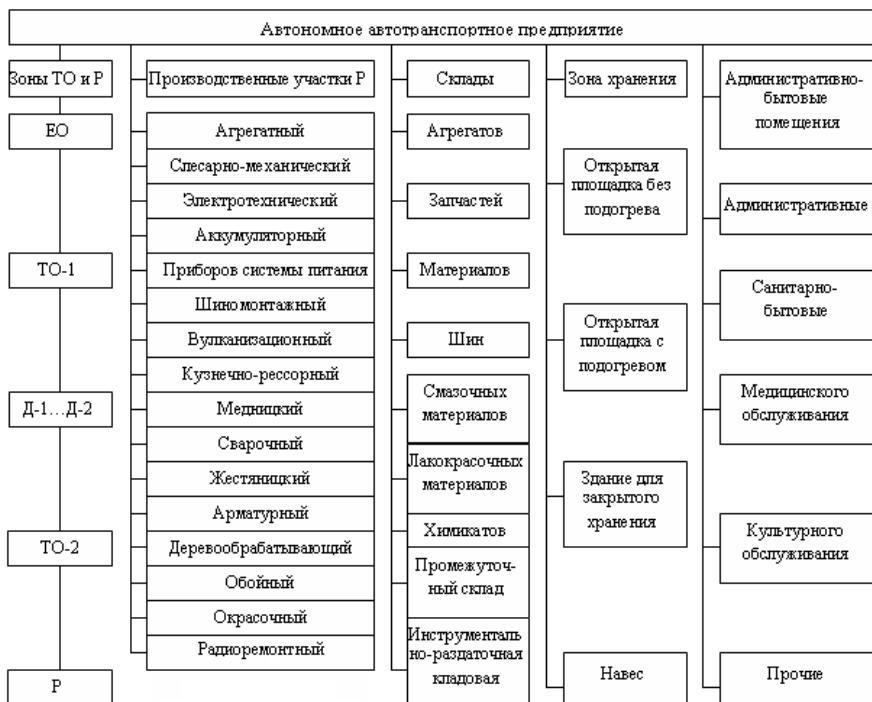 Автономное автотранспортное предприятие
Зоны ТО и Р
ЕО
ТО-1
Д-1...Д-2
ТО-2
Р
Производственные участки Р
Агрегатный
Слесарно-механический
Электротехнический
Аккумуляторный
Приборов системы питания
Шиномонтажный
Вулканизационный
Кузнечно-рессорный
Медницкий
Сварочный
Жестяницкий
Арматурный
Деревообрабатывающий
Обойный
Окрасочный
Радиоремонтный
Склады
Агрегатов
Запчастей
Материалов
Шин
Смазочных
материалов
Лакокрасочных
материалов
Химикатов
Промежуточ-
ный склад
Инструменталь
но-раздаточная
кладовая
Зона хранения
Открытая
площадка без
подогрева
Открытая
площадка с
подогревом
Здание для
закрытого
хранения
Навес
Административно-
бытовые
помещения
Административные
Санитарно-
бытовые
Медицинского
обслуживания
Культурного
обслуживания
Прочие